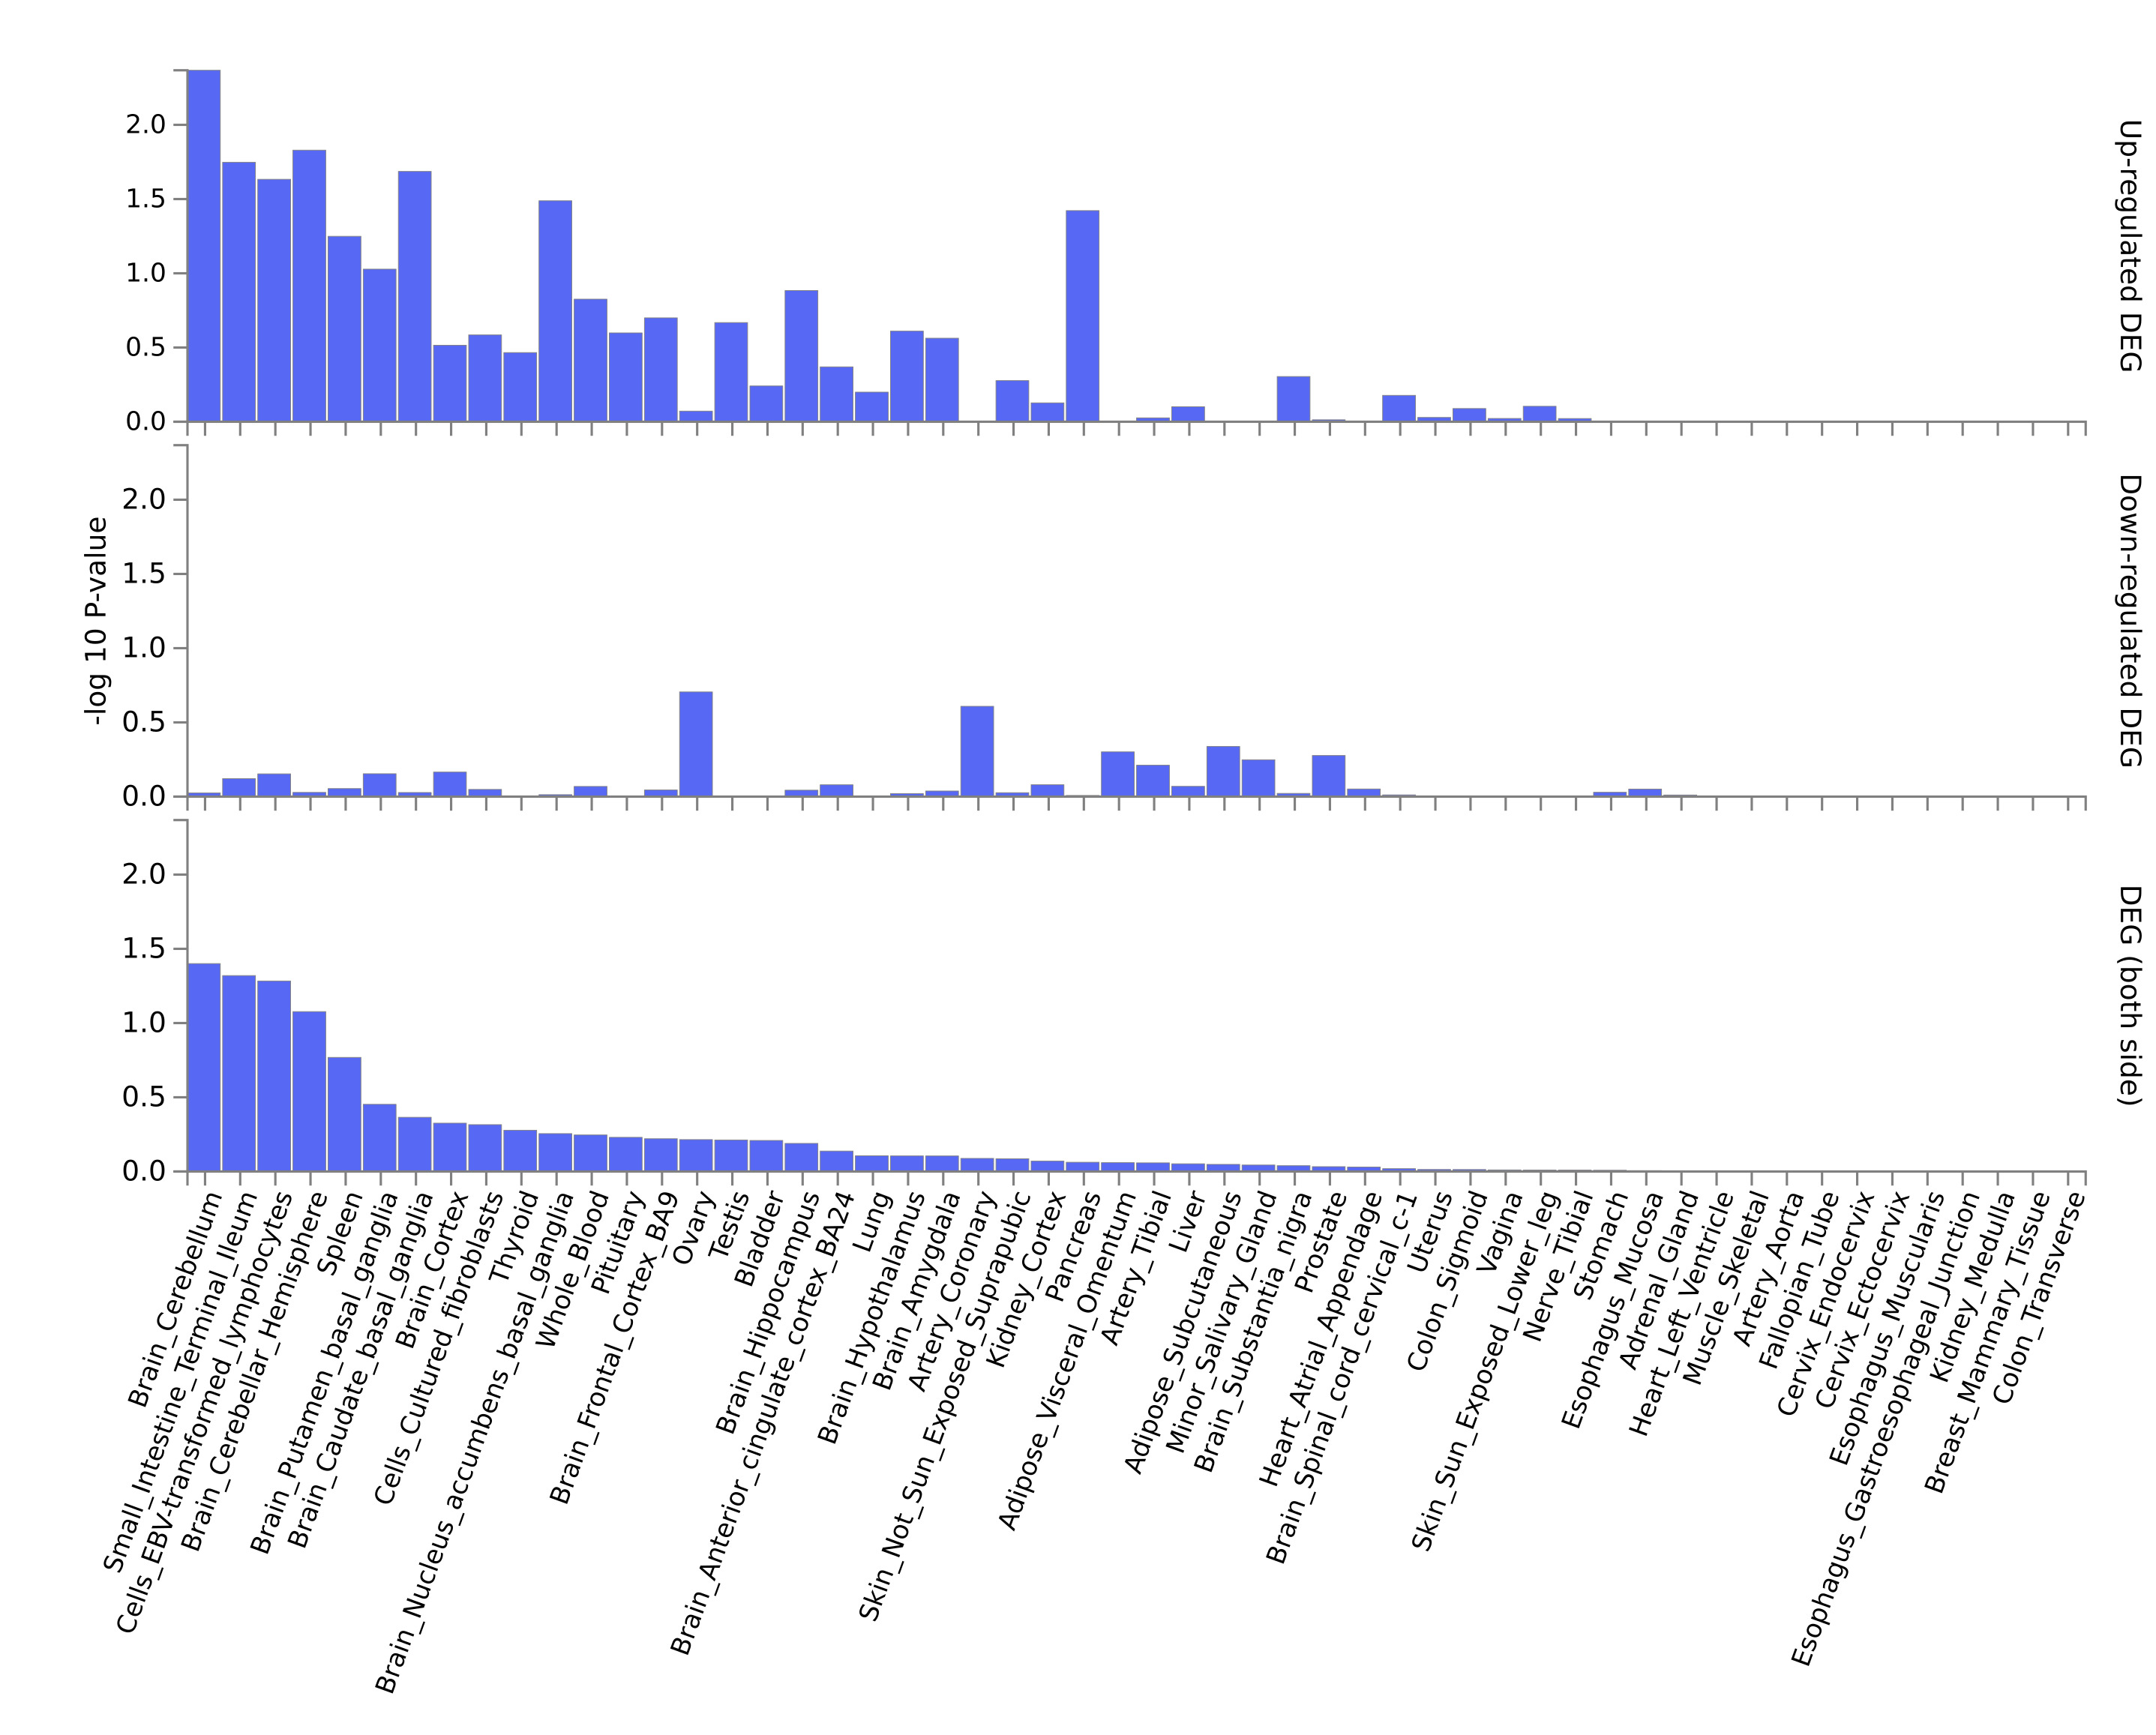 2.0
1.5
1.0
0.5
0.0
Up-regulated DEG
-log 10 P-value
2.0
1.5
1.0
0.5
0.0
Down-regulated DEG
2.0
1.5
1.0
0.5
0.0
DEG (both side)
Brain_Cerebellum
Small_Intestine_Terminal_Ileum
Cells_EBV-transformed_lymphocytes
Brain_Cerebellar_Hemisphere
Spleen
Brain_Putamen_basal_ganglia
Brain_Caudate_basal_ganglia
Brain_Cortex
Cells_Cultured_fibroblasts
Thyroid
Brain_Nucleus_accumbens_basal_ganglia
Whole_Blood
Pituitary
Brain_Frontal_Cortex_BA9
Ovary
Testis
Bladder
Brain_Hippocampus
Brain_Anterior_cingulate_cortex_BA24
Lung
Brain_Hypothalamus
Brain_Amygdala
Artery_Coronary
Skin_Not_Sun_Exposed_Suprapubic
Kidney_Cortex
Pancreas
Adipose_Visceral_Omentum
Artery_Tibial
Liver
Adipose_Subcutaneous
Minor_Salivary_Gland
Brain_Substantia_nigra
Prostate
Heart_Atrial_Appendage
Brain_Spinal_cord_cervical_c-1
Uterus
Colon_Sigmoid
Vagina
Skin_Sun_Exposed_Lower_leg
Nerve_Tibial
Stomach
Esophagus_Mucosa
Adrenal_Gland
Heart_Left_Ventricle
Muscle_Skeletal
Artery_Aorta
Fallopian_Tube
Cervix_Endocervix
Cervix_Ectocervix
Esophagus_Muscularis
Esophagus_Gastroesophageal_Junction
Kidney_Medulla
Breast_Mammary_Tissue
Colon_Transverse